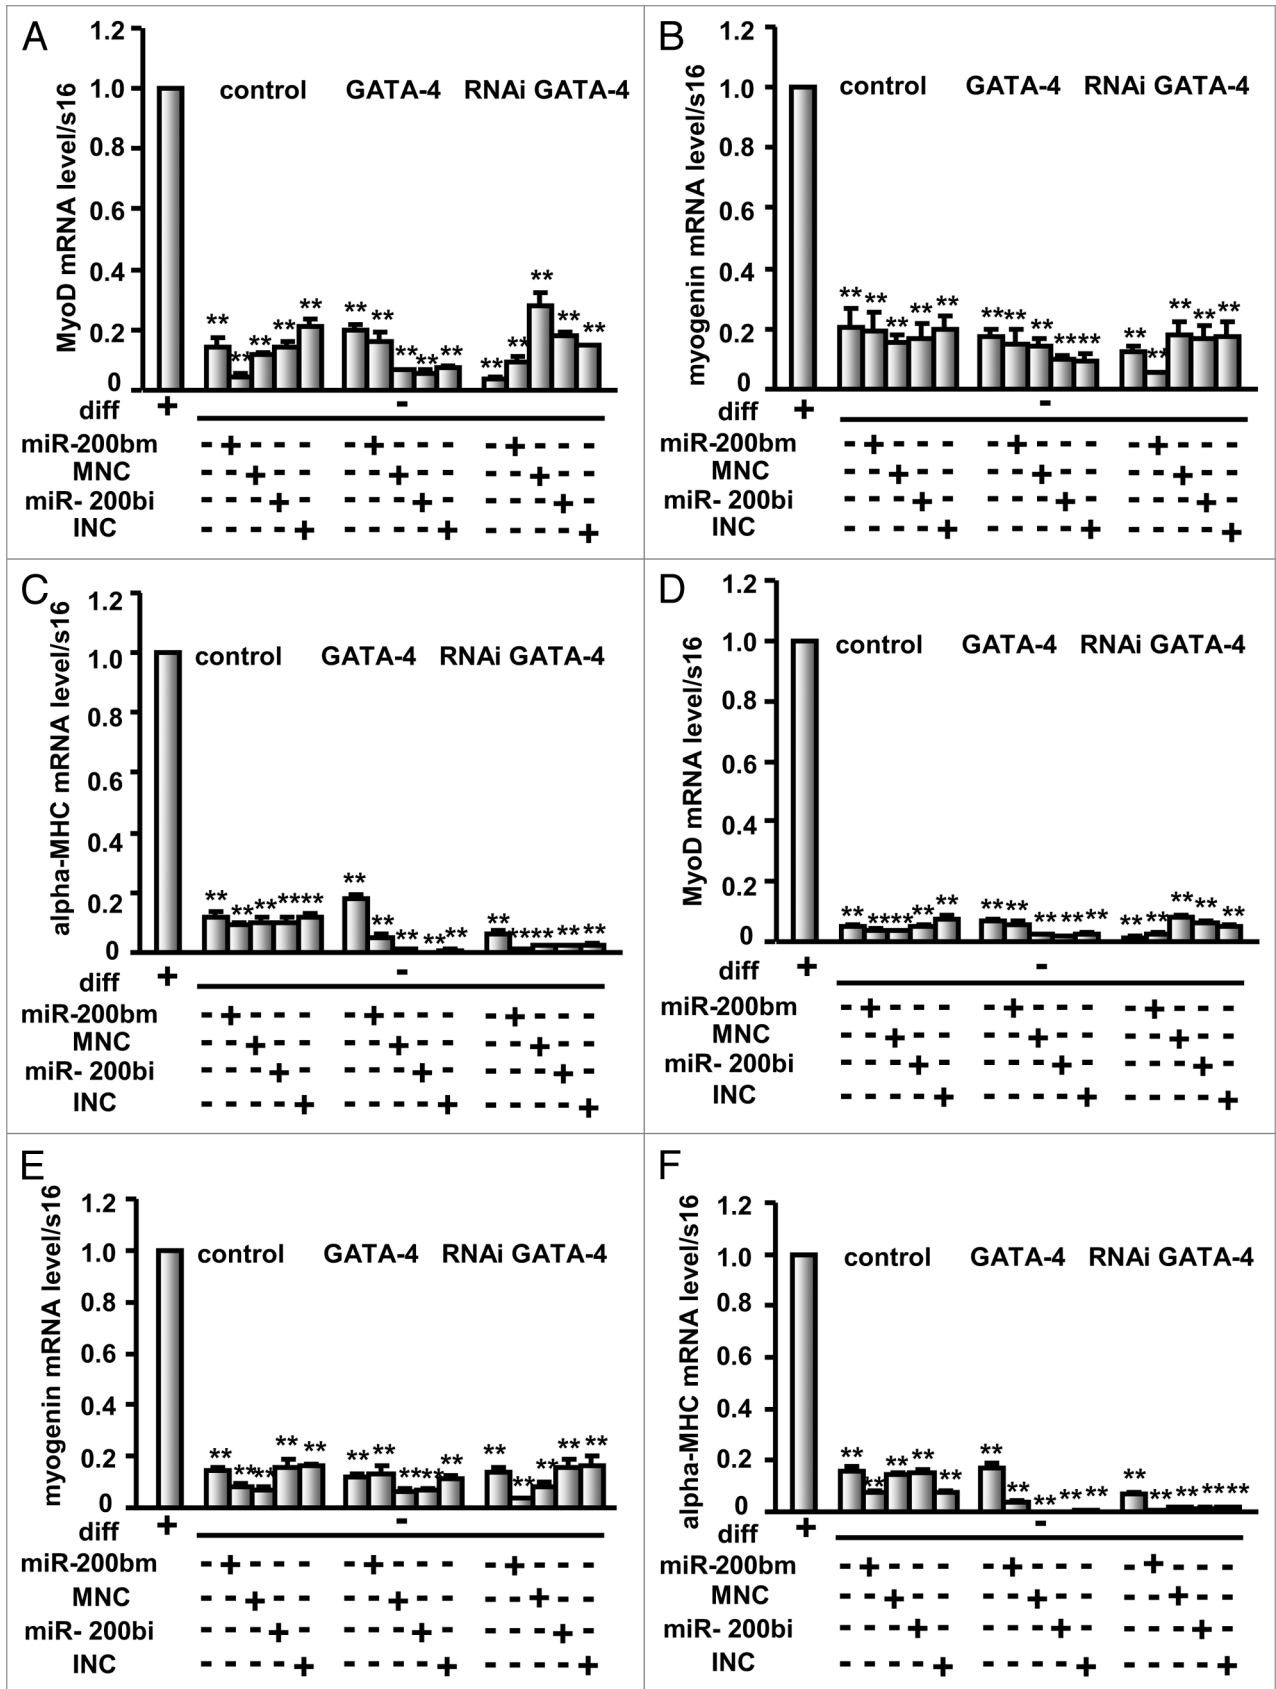 A
MyoD mRNA level/s16
1.2
1.0
0.8
0.6
0.4
0.2
0
control GATA-4 RNAi GATA-4
** ** ** ** ** ** ** ** ** ** ** ** ** ** **
diff + -
miR-200bm - + - - - - + - - - - + - - -
MNC - - + - - - - + - - - - + - -
miR- 200bi - - - + - - - - + - - - - + -
INC - - - - + - - - - + - - - - +
B
myogenin mRNA level/s16
1.2
1.0
0.8
0.6
0.4
0.2
0
control GATA-4 RNAi GATA-4
** ** ** ** ** ** ** ** **** ** ** ** ** **
diff + -
miR-200bm - + - - - - + - - - - + - - -
MNC - - + - - - - + - - - - + - -
miR- 200bi - - - + - - - - + - - - - + -
INC - - - - + - - - - + - - - - +
C
alpha-MHC mRNA level/s16
1.2
1.0
0.8
0.6
0.4
0.2
0
control GATA-4 RNAi GATA-4
** ** ** **** ** ** ** ** ** ** **** ** **
diff + -
miR-200bm - + - - - - + - - - - + - - -
MNC - - + - - - - + - - - - + - -
miR- 200bi - - - + - - - - + - - - - + -
INC - - - - + - - - - + - - - - +
D
MyoD mRNA level/s16
1.2
1.0
0.8
0.6
0.4
0.2
0
control GATA-4 RNAi GATA-4
** **** ** ** ** ** ** ** ** ** ** ** ** **
diff + -
miR-200bm - + - - - - + - - - - + - - -
MNC - - + - - - - + - - - - + - -
miR- 200bi - - - + - - - - + - - - - + -
INC - - - - + - - - - + - - - - +
E
myogenin mRNA level/s16
1.2
1.0
0.8
0.6
0.4
0.2
0
control GATA-4 RNAi GATA-4
** ** ** ** ** ** ** **** ** ** ** ** ** **
diff + -
miR-200bm - + - - - - + - - - - + - - -
MNC - - + - - - - + - - - - + - -
miR- 200bi - - - + - - - - + - - - - + -
INC - - - - + - - - - + - - - - +
F
alpha-MHC mRNA level/s16
1.2
1.0
0.8
0.6
0.4
0.2
0
control GATA-4 RNAi GATA-4
** ** ** ** ** ** ** ** ** ** ** ** ** ****
diff + -
miR-200bm - + - - - - + - - - - + - - -
MNC - - + - - - - + - - - - + - -
miR- 200bi - - - + - - - - + - - - - + -
INC - - - - + - - - - + - - - - +